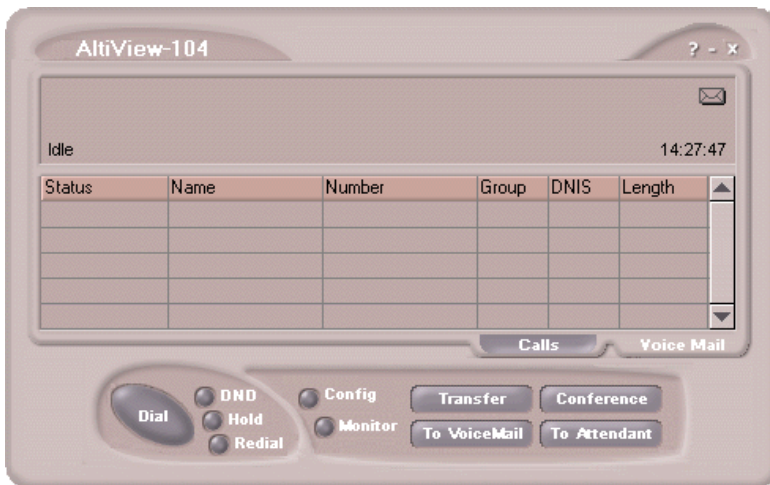 AltiView-104
? - x
Idle
14:27:47
Status Name Number Group DNIS Length
Calls Voice Mail
Dial
DND
Hold
Redial
Config
Monitor
Transfer
Conference
To VoiceMail
To Attendant